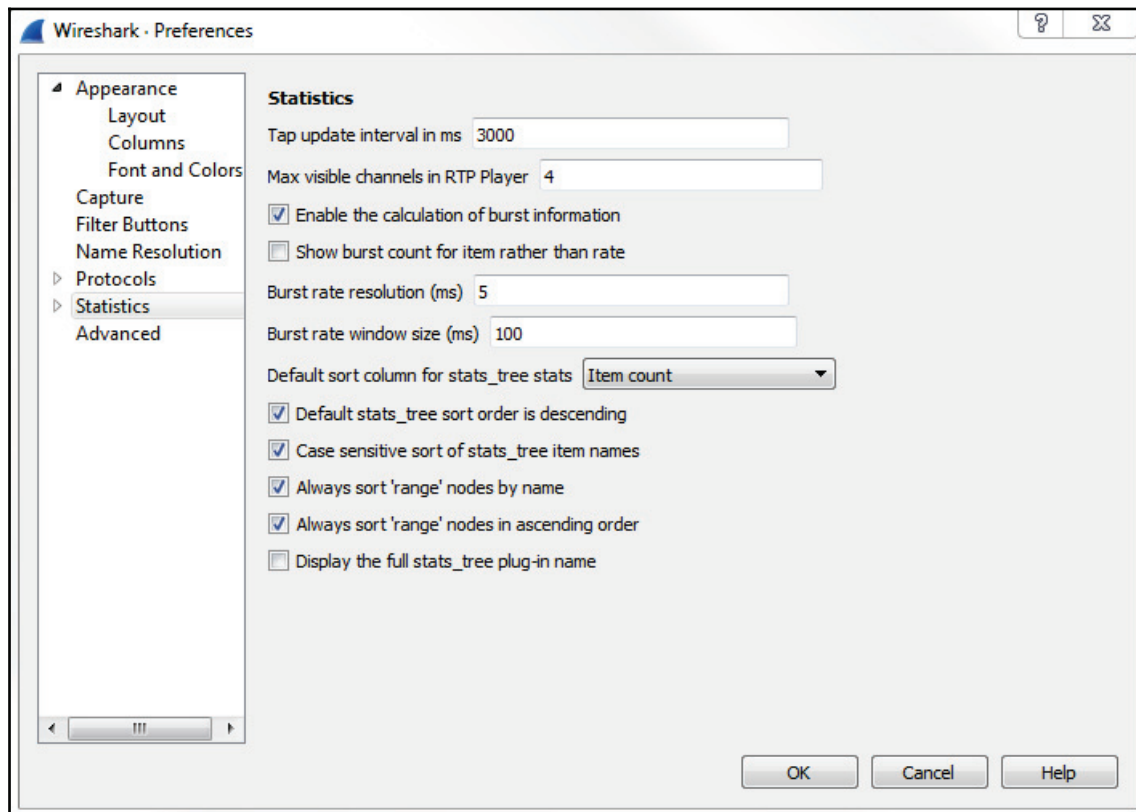 Wireshark · Preferences
Appearance
Layout
Columns
Font and Colors
Capture
Filter Buttons
Name Resolution
Protocols
Statistics
Advanced
Statistics
Tap update interval in ms 3000
Max visible channels in RTP Player 4
Enable the calculation of burst information
Show burst count for item rather than rate
Burst rate resolution (ms) 5
Burst rate window size (ms) 100
Default sort column for stats_tree stats Item count
Default stats_tree sort order is descending
Case sensitive sort of stats_tree item names
Always sort 'range' nodes by name
Always sort 'range' nodes in ascending order
Display the full stats_tree plug-in name
OK Cancel Help